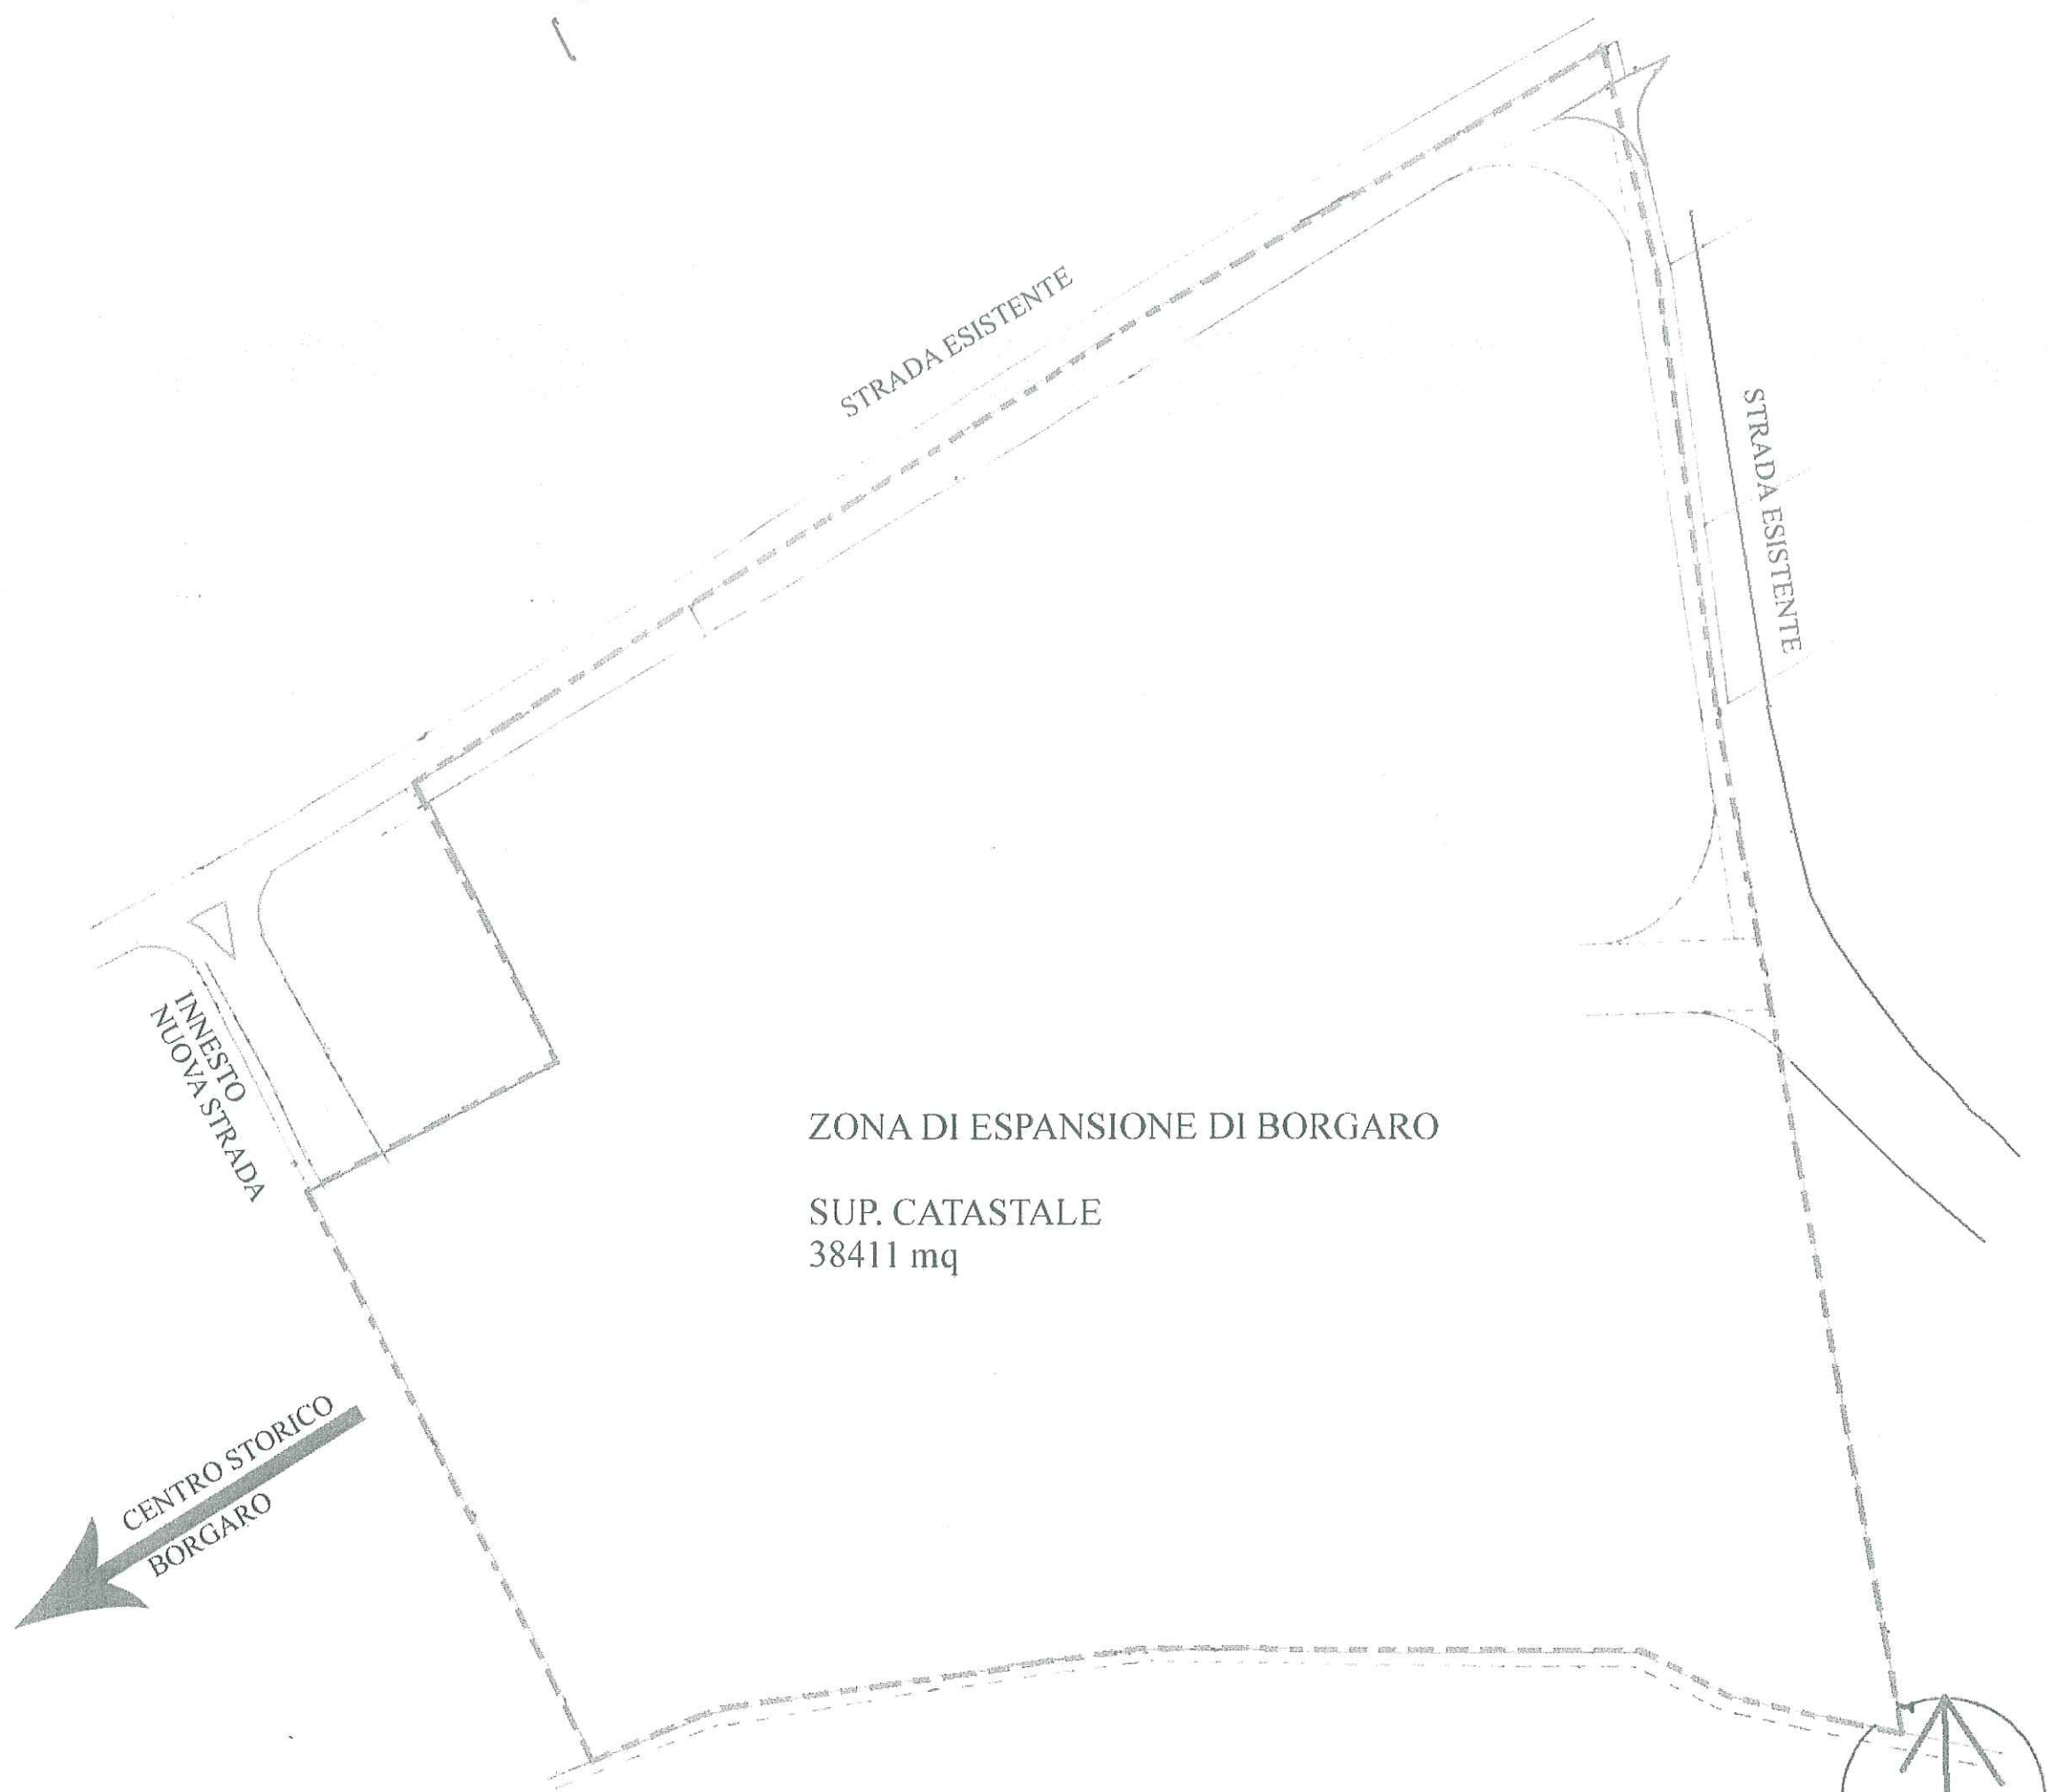 STRADA ESISTENTE
STRADA ESISTENTE
INNESTO
NUOVA STRADA
ZONA DI ESPANSIONE DI BORGARO
SUP. CATASTALE
38411 mq
CENTRO STORICO
BORGARO